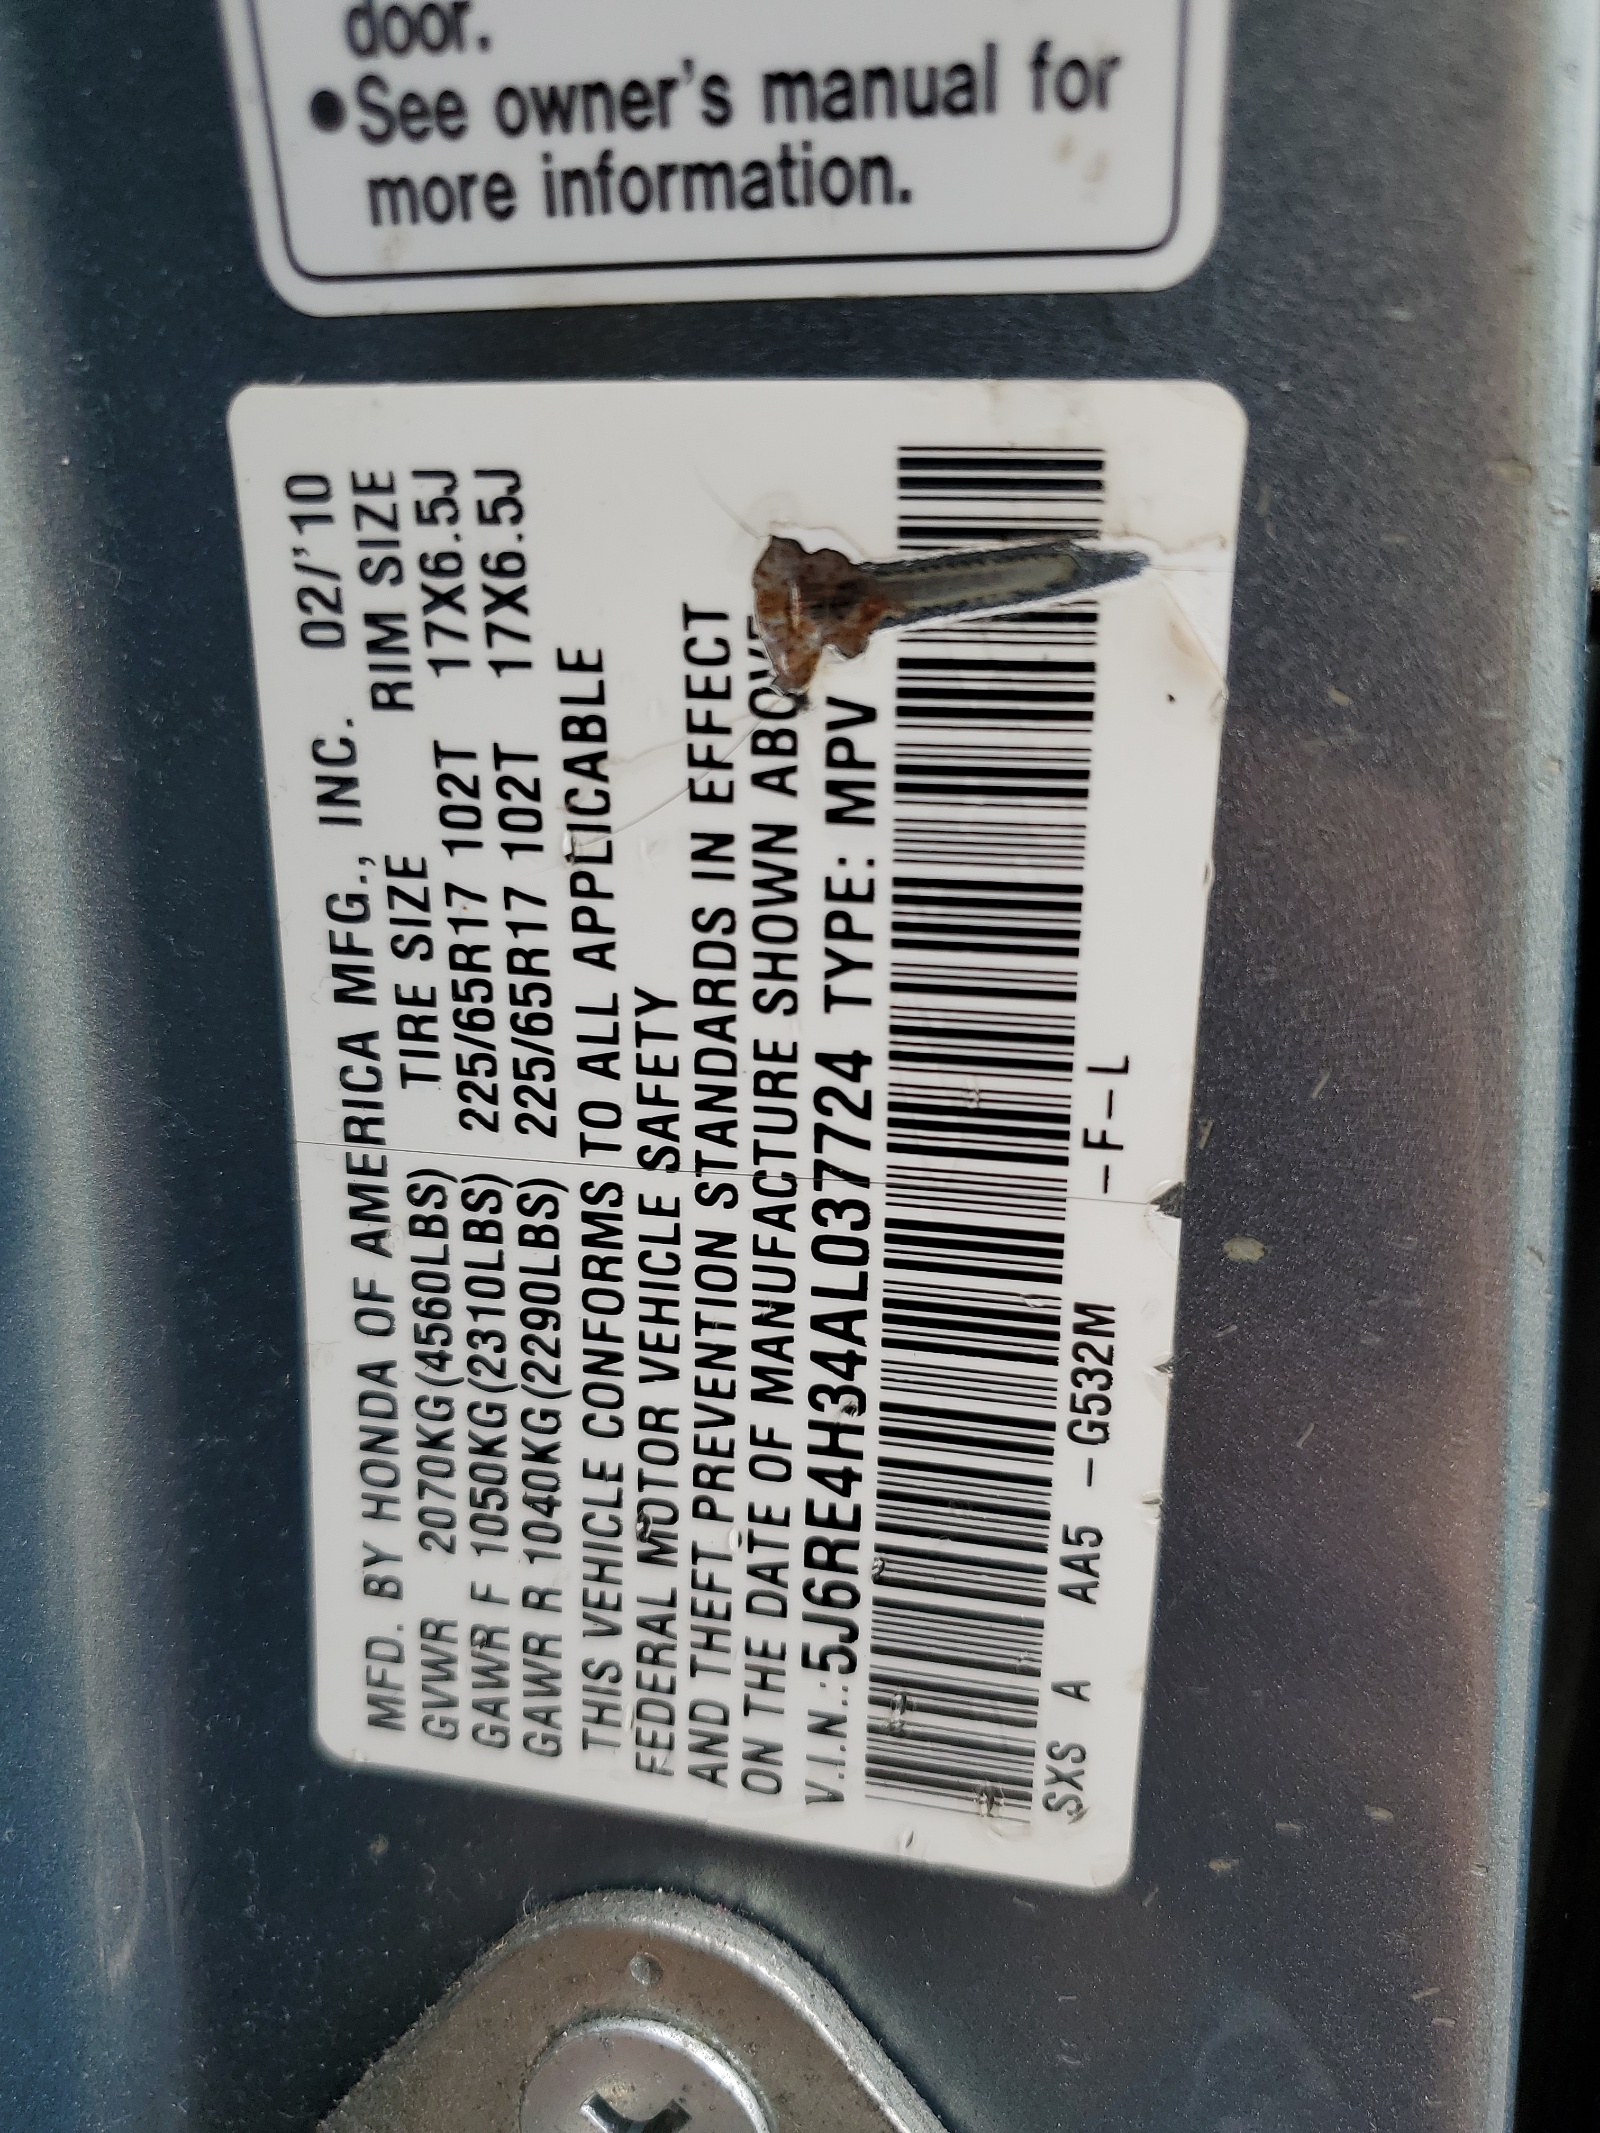 door.
●See owner's manual for
more information.
MFD. BY HONDA OF AMERICA MFG., INC. 02/'10
TIRE SIZE RIM SIZE
GVWR 2070KG(4560LBS)
GAWR F 1050KG(2310LBS) 225/65R17 102T 17X6.5J
GAWR R 1040KG(2290LBS) 225/65R17 102T 17X6.5J
THIS VEHICLE CONFORMS TO ALL APPLICABLE
FEDERAL MOTOR VEHICLE SAFETY
AND THEFT PREVENTION STANDARDS IN EFFECT
ON THE DATE OF MANUFACTURE SHOWN ABOVE
V.I.N.:5J6RE4H34AL037724 TYPE: MPV
SXS A AA5 -G532M --F-L